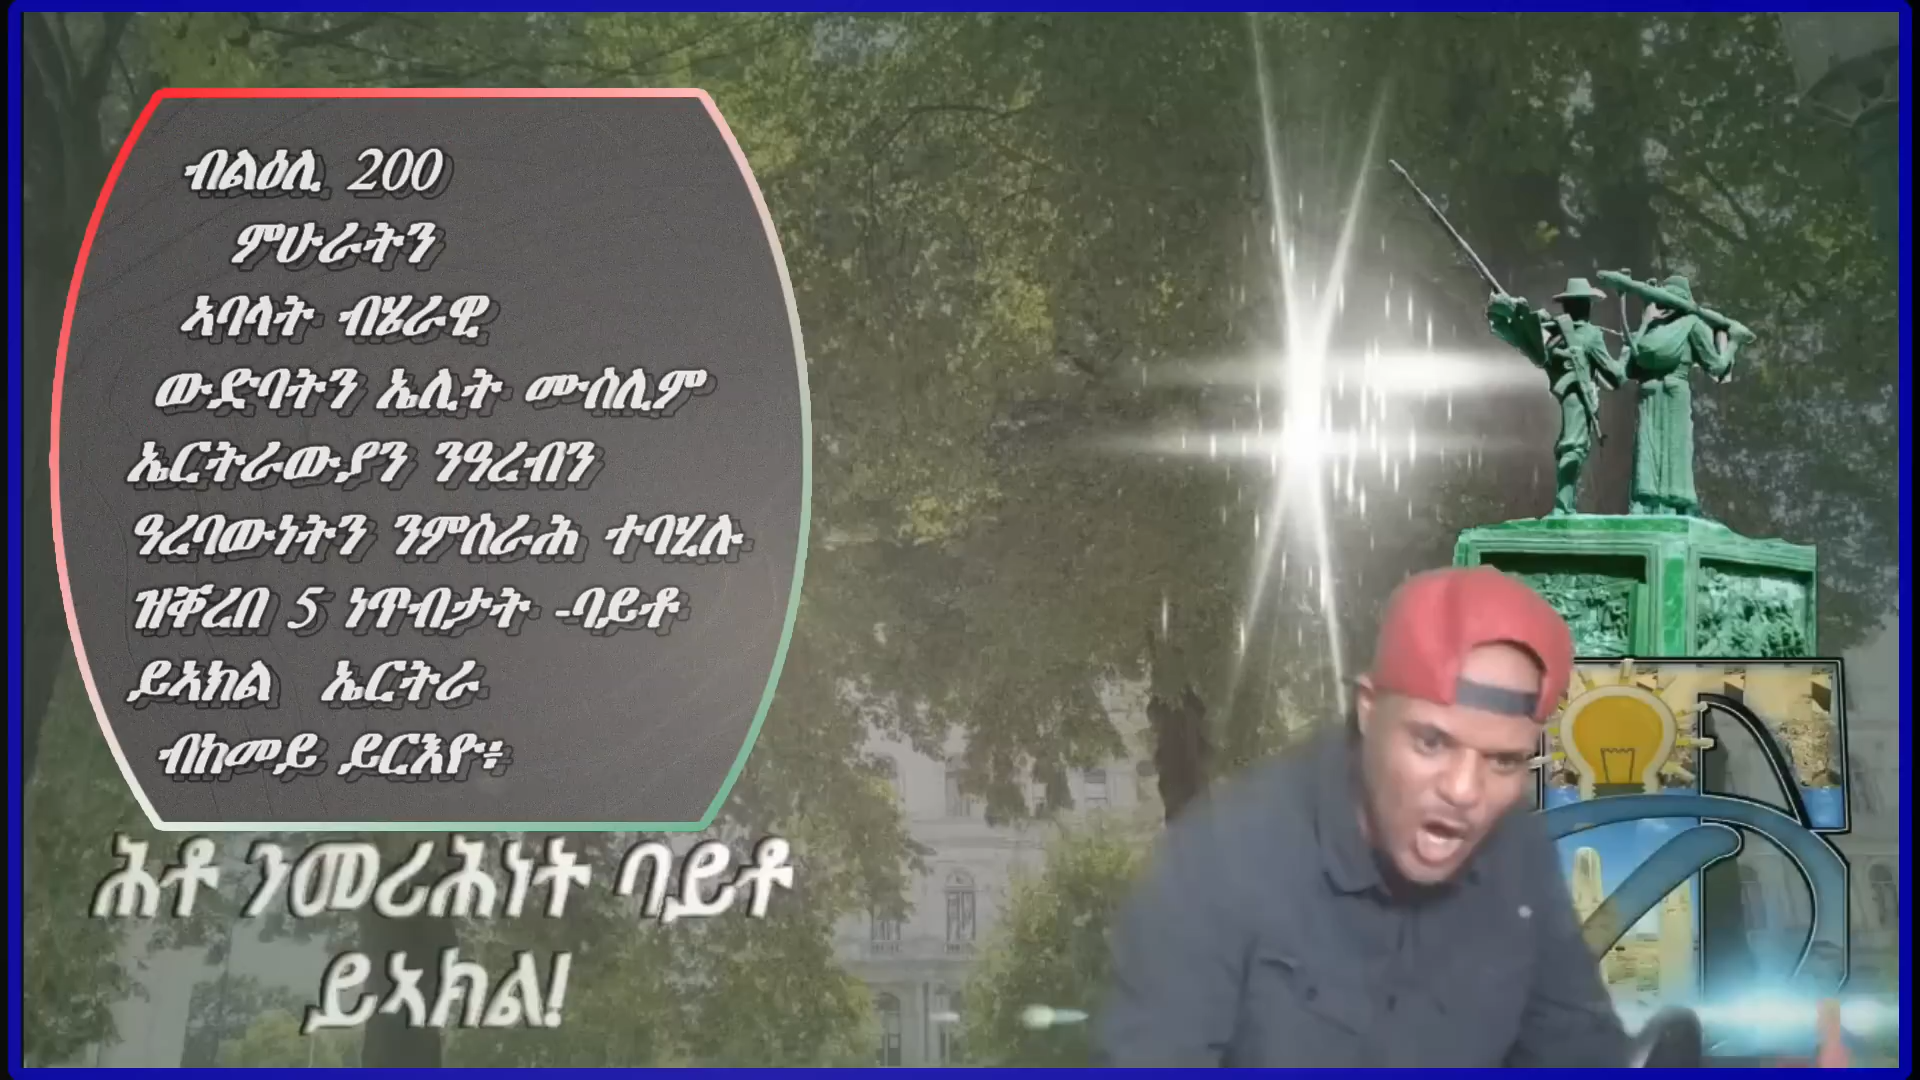 ብልዕሊ 200
ምሁራትን
ኣባላት ብሄራዊ
ውድባትን ኤሊት ሙስሊም
ኤርትራውያን ንዓረብን
ዓረባውነትን ንምስራሕ ተባሂሉ
ዝቐረበ 5 ነጥብታት -ባይቶ
ይኣክል ኤርትራ
ብከመይ ይርእዮ፧
ሕቶ ንመሪሕነት ባይቶ
ይኣክል!